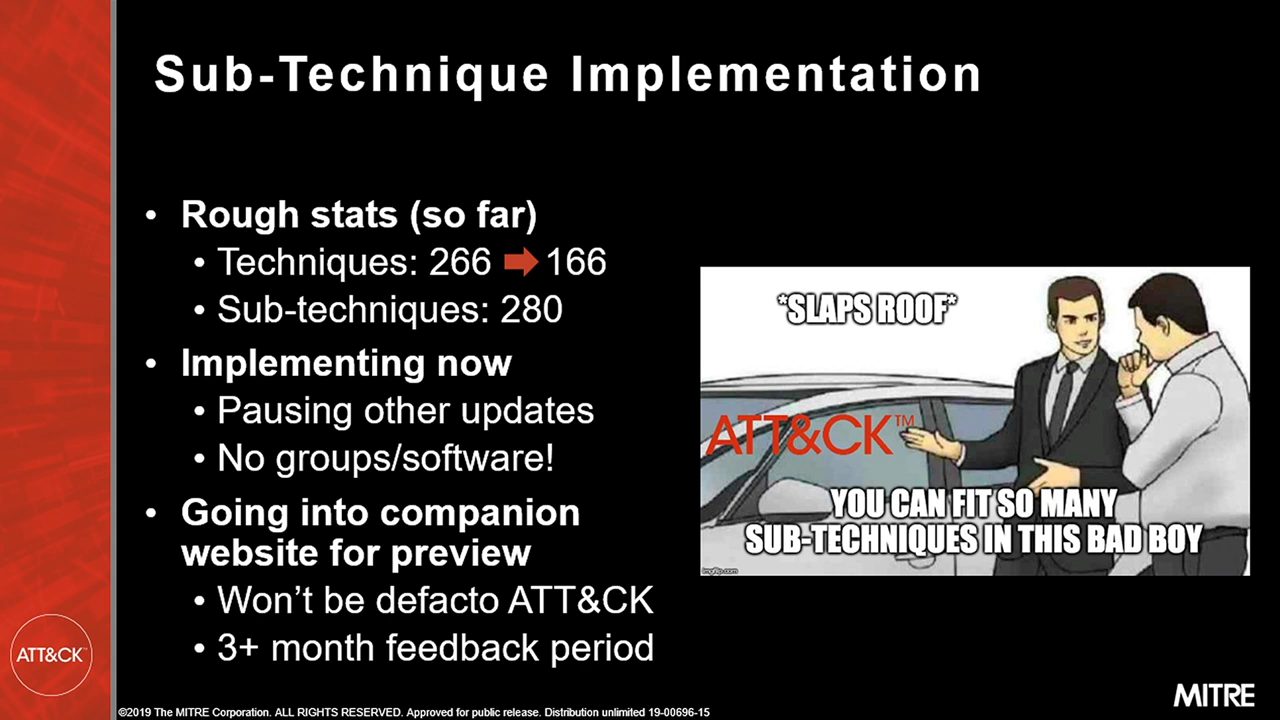 Sub-Technique Implementation
• Rough stats (so far)
• Techniques: 266 166
• Sub-techniques: 280
• Implementing now
• Pausing other updates
• No groups/software!
• Going into companion
website for preview
• Won't be defacto ATT&CK
• 3+ month feedback period
*SLAPS ROOF*
ATT&CK™
YOU CAN FIT SO MANY
SUB-TECHNIQUES IN THIS BAD BOY
imgflip.com
ATT&CK™
MITRE
©2019 The MITRE Corporation. ALL RIGHTS RESERVED. Approved for public release. Distribution unlimited 19-00696-15